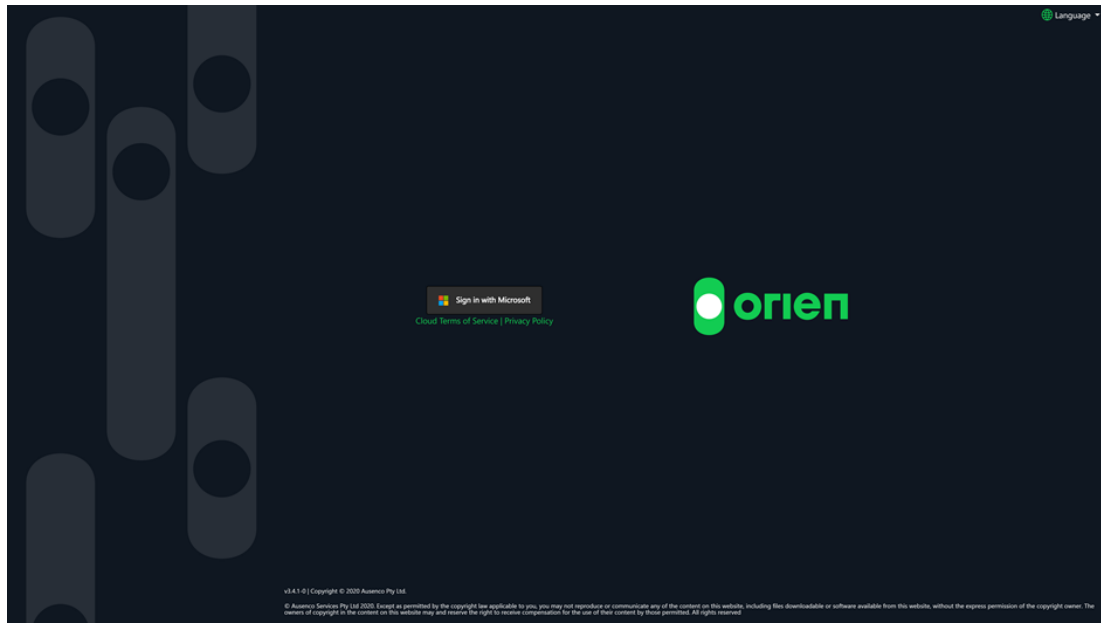 Language
Sign in with Microsoft
Cloud Terms of Service | Privacy Policy
orien
v3.4.1-0 | Copyright © 2020 Ausenco Pty Ltd.
© Ausenco Services Pty Ltd 2020. Except as permitted by the copyright law applicable to you, you may not reproduce or communicate any of the content on this website, including files downloadable or software available from this website, without the express permission of the copyright owner. The
owners of copyright in the content on this website may and reserve the right to receive compensation for the use of their content by those permitted. All rights reserved